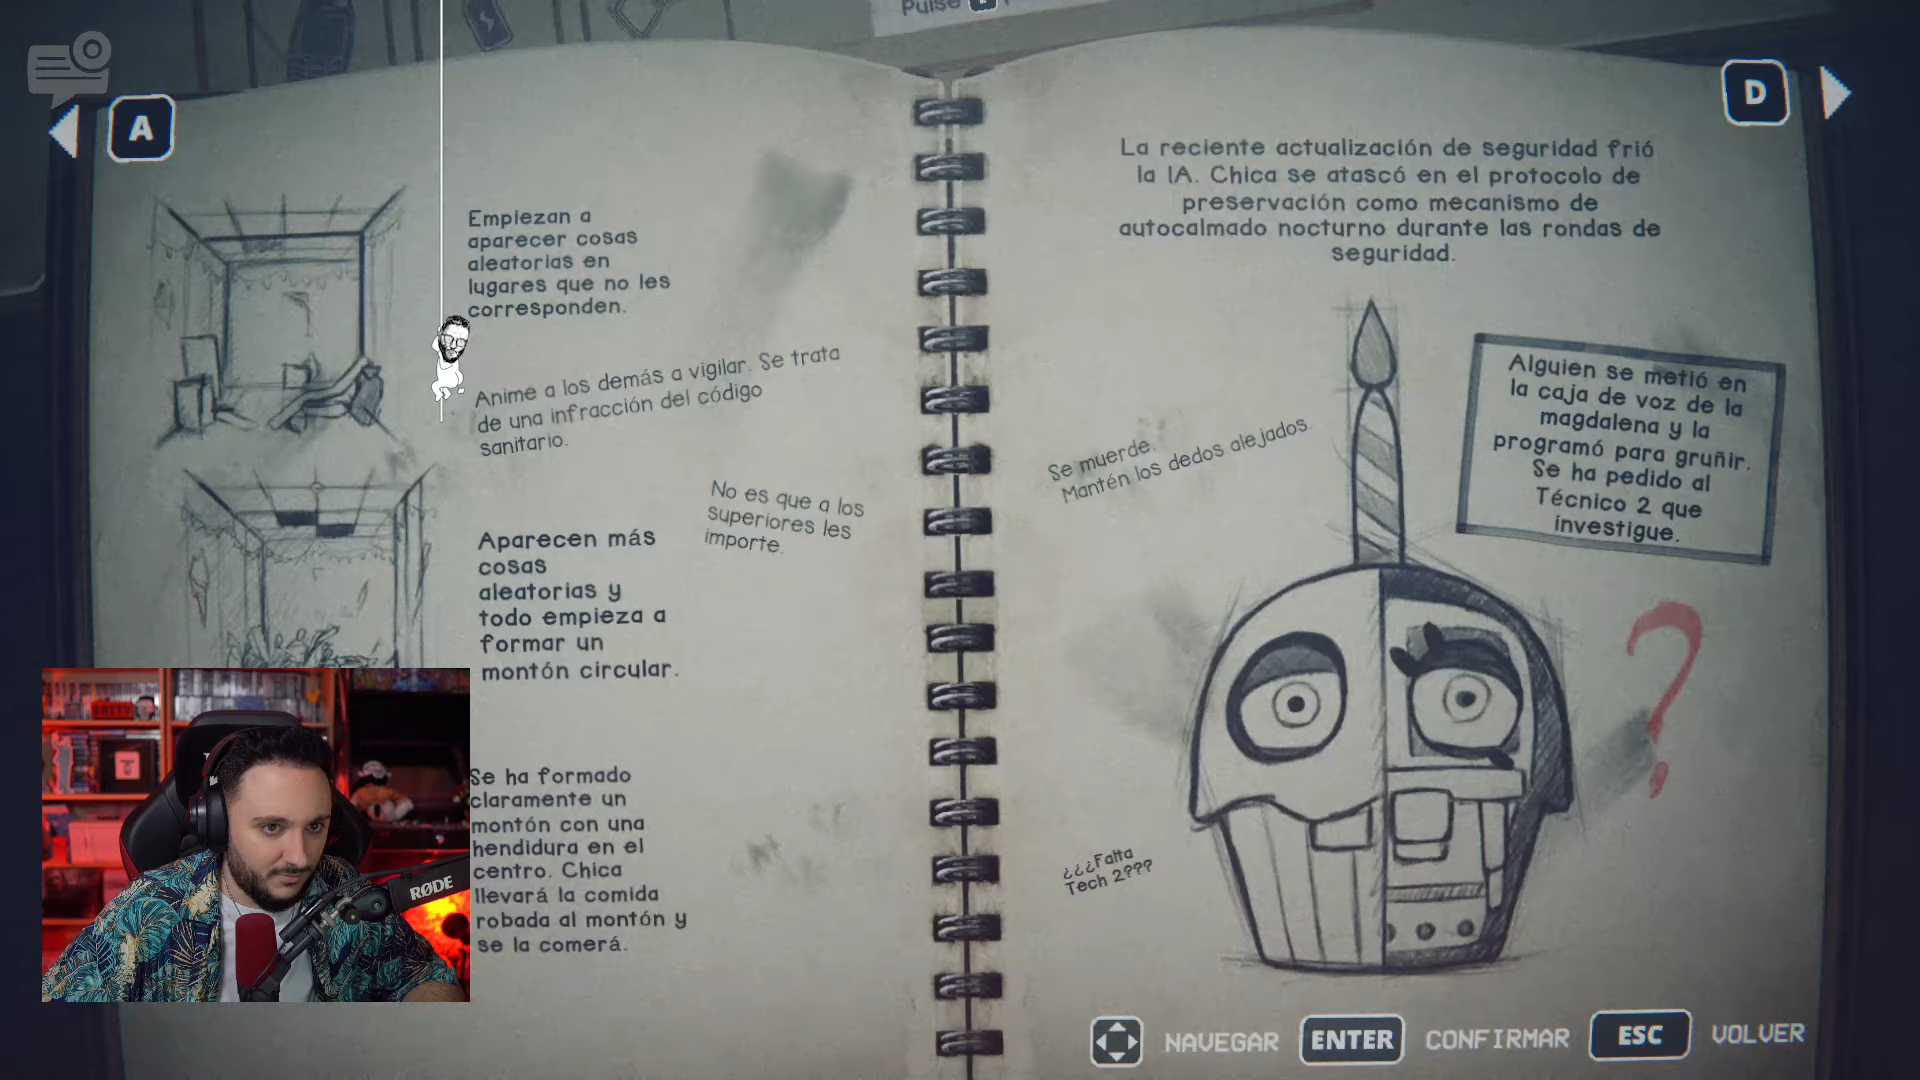 Pulse
A
D
Empiezan a
aparecer cosas
aleatorias en
lugares que no les
corresponden.
Anime a los demás a vigilar. Se trata
de una infracción del código
sanitario.
No es que a los
superiores les
importe.
Aparecen más
cosas
aleatorias y
todo empieza a
formar un
montón circular.
Se ha formado
claramente un
montón con una
hendidura en el
centro. Chica
llevará la comida
robada al montón y
se la comerá.
La reciente actualización de seguridad frió
la IA. Chica se atascó en el protocolo de
preservación como mecanismo de
autocalmado nocturno durante las rondas de
seguridad.
Se muerde.
Mantén los dedos alejados.
Alguien se metió en
la caja de voz de la
magdalena y la
programó para gruñir.
Se ha pedido al
Técnico 2 que
investigue.
?
¿¿¿Falta
Tech 2???
RØDE
NAVEGAR ENTER CONFIRMAR ESC VOLVER